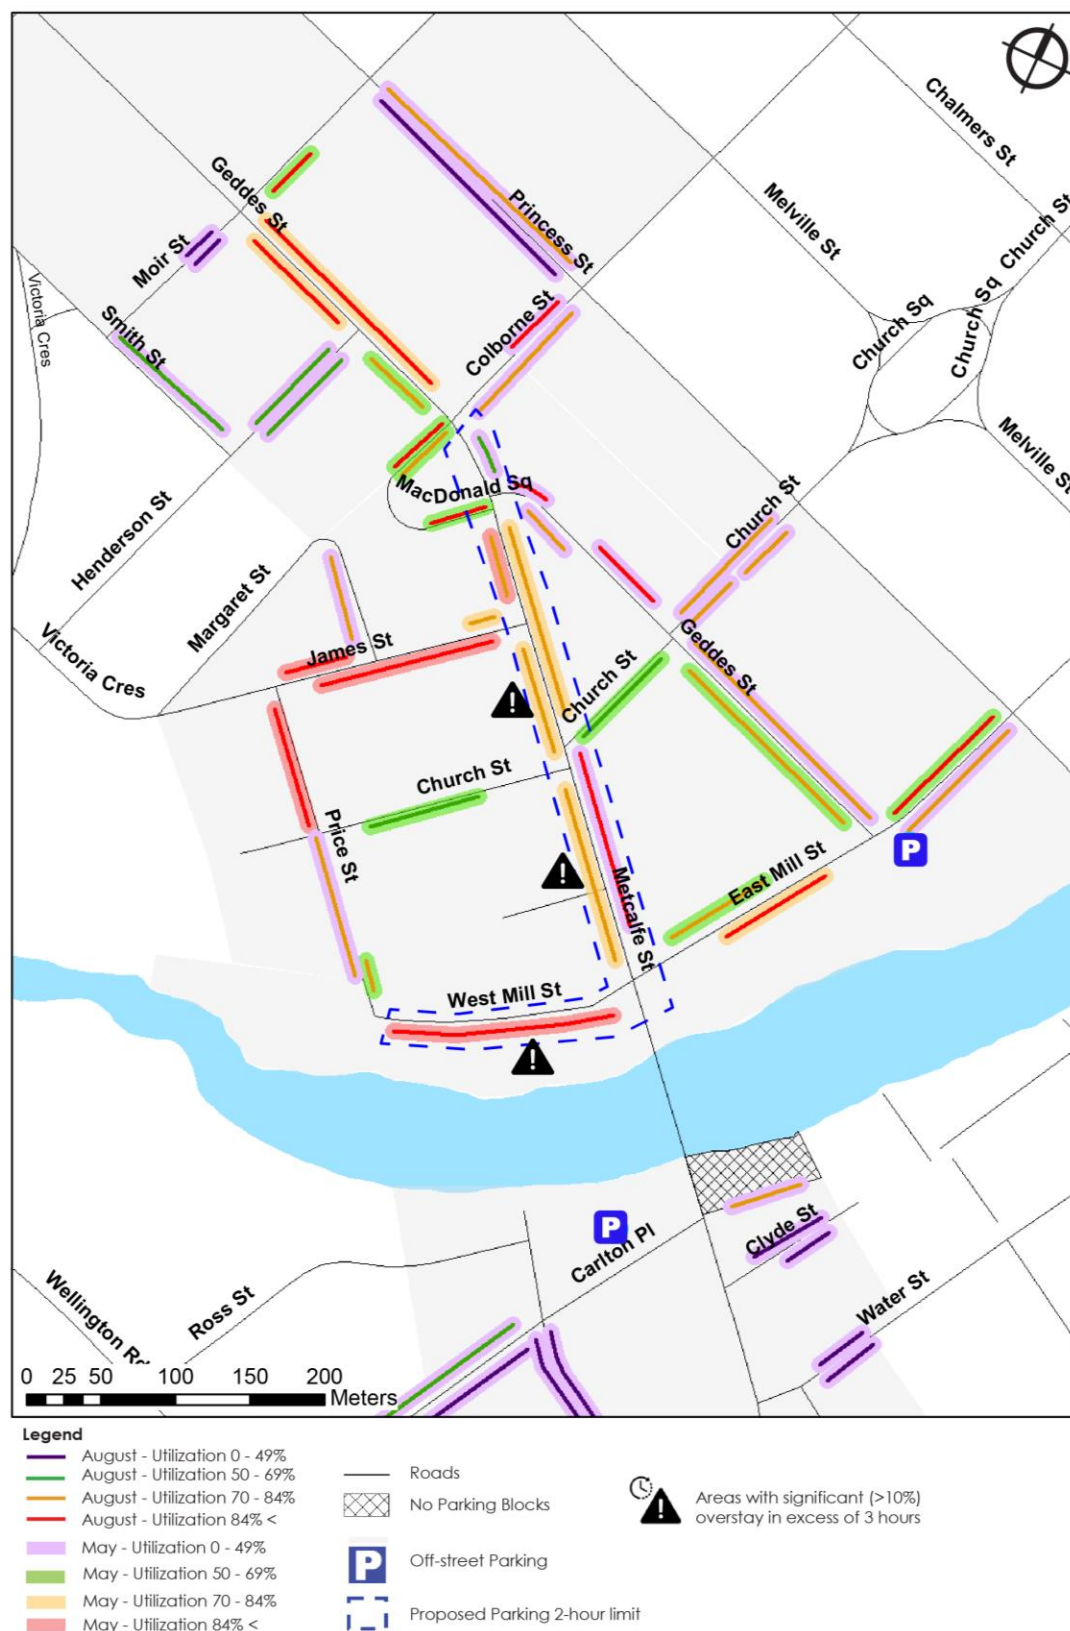 Chalmers St
Church St
Melville St
Geddes St
Princess St
Moir St
Victoria Cres
Smith St
Colborne St
Church Sq
Church Sq
Melville St
MacDonald Sq
Church St
Henderson St
Margaret St
Victoria Cres
James St
Geddes St
Church St
Church St
Price St
East Mill St
Metcalfe St
West Mill St
P
P
Clyde St
Carlton Pl
Water St
Ross St
Wellington Rd
0 25 50 100 150 200
Meters
Legend
August - Utilization 0 - 49%
August - Utilization 50 - 69%
August - Utilization 70 - 84%
August - Utilization 84% <
May - Utilization 0 - 49%
May - Utilization 50 - 69%
May - Utilization 70 - 84%
May - Utilization 84% <
Roads
No Parking Blocks
P Off-street Parking
Proposed Parking 2-hour limit
Areas with significant (>10%)
overstay in excess of 3 hours